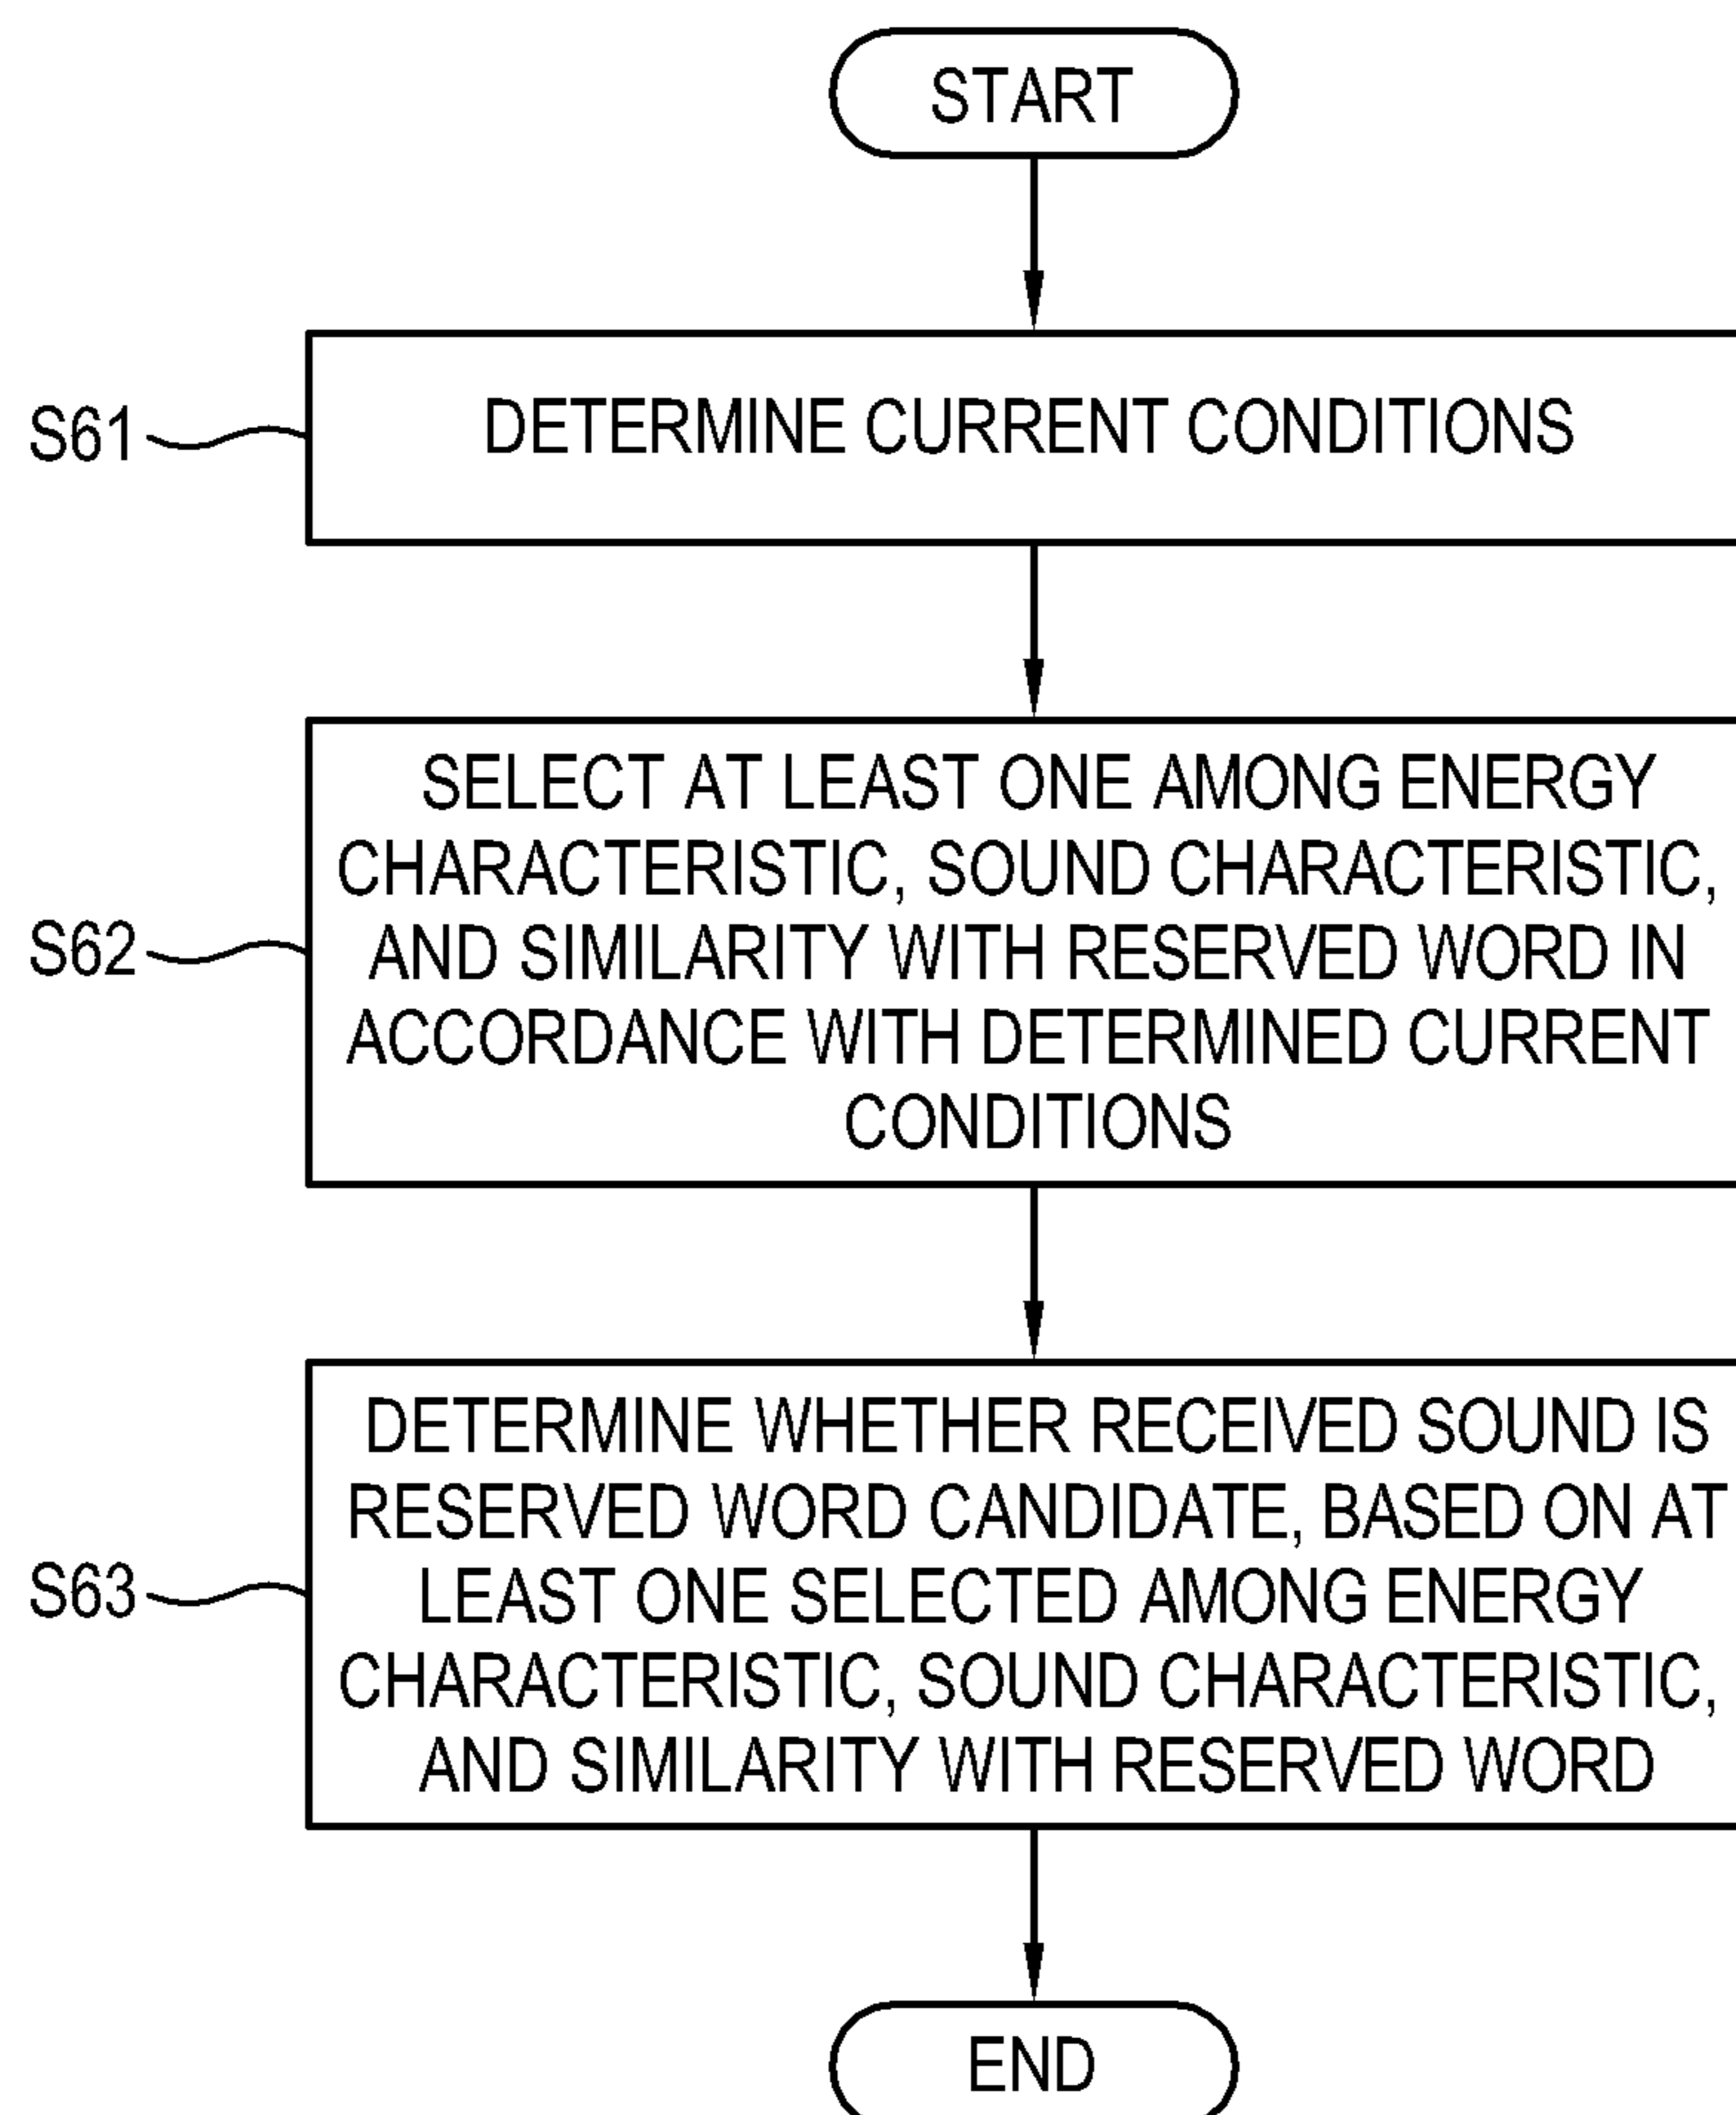 START
S61
DETERMINE CURRENT CONDITIONS
S62
SELECT AT LEAST ONE AMONG ENERGY
CHARACTERISTIC, SOUND CHARACTERISTIC,
AND SIMILARITY WITH RESERVED WORD IN
ACCORDANCE WITH DETERMINED CURRENT
CONDITIONS
S63
DETERMINE WHETHER RECEIVED SOUND IS
RESERVED WORD CANDIDATE, BASED ON AT
LEAST ONE SELECTED AMONG ENERGY
CHARACTERISTIC, SOUND CHARACTERISTIC,
AND SIMILARITY WITH RESERVED WORD
END